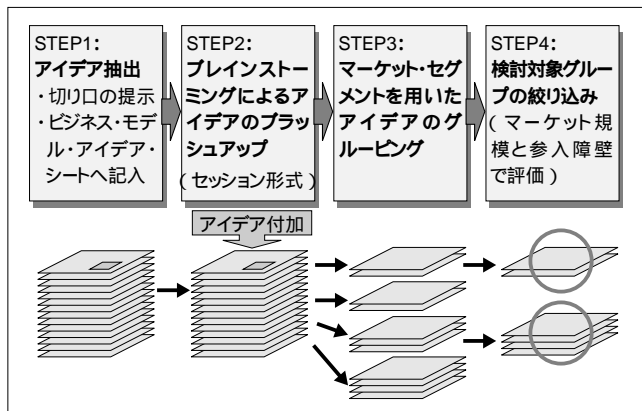 STEP1:
アイデア抽出
・切り口の提示
・ビジネス・モデ
ル・アイデア・
シートへ記入
STEP2:
ブレインストー
ミングによるア
イデアのブラッ
シュアップ
(セッション形式)
STEP3:
マーケット・セグ
メントを用いた
アイデアのグ
ルーピング
STEP4:
検討対象グルー
プの絞り込み
(マーケット規
模と参入障壁
で評価)
アイデア付加